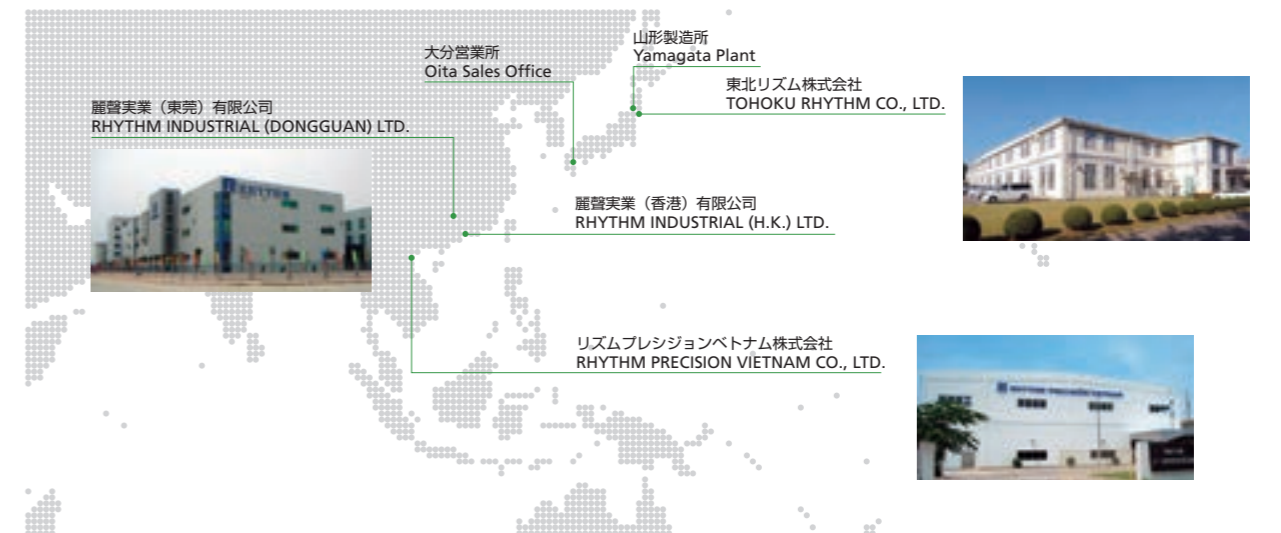 山形製造所
Yamagata Plant
大分営業所
Oita Sales Office
東北リズム株式会社
TOHOKU RHYTHM CO., LTD.
麗聲実業（東莞）有限公司
RHYTHM INDUSTRIAL (DONGGUAN) LTD.
麗聲実業（香港）有限公司
RHYTHM INDUSTRIAL (H.K.) LTD.
リズムプレシジョンベトナム株式会社
RHYTHM PRECISION VIETNAM CO., LTD.
RHYTHM
RHYTHM PRECISION VIETNAM